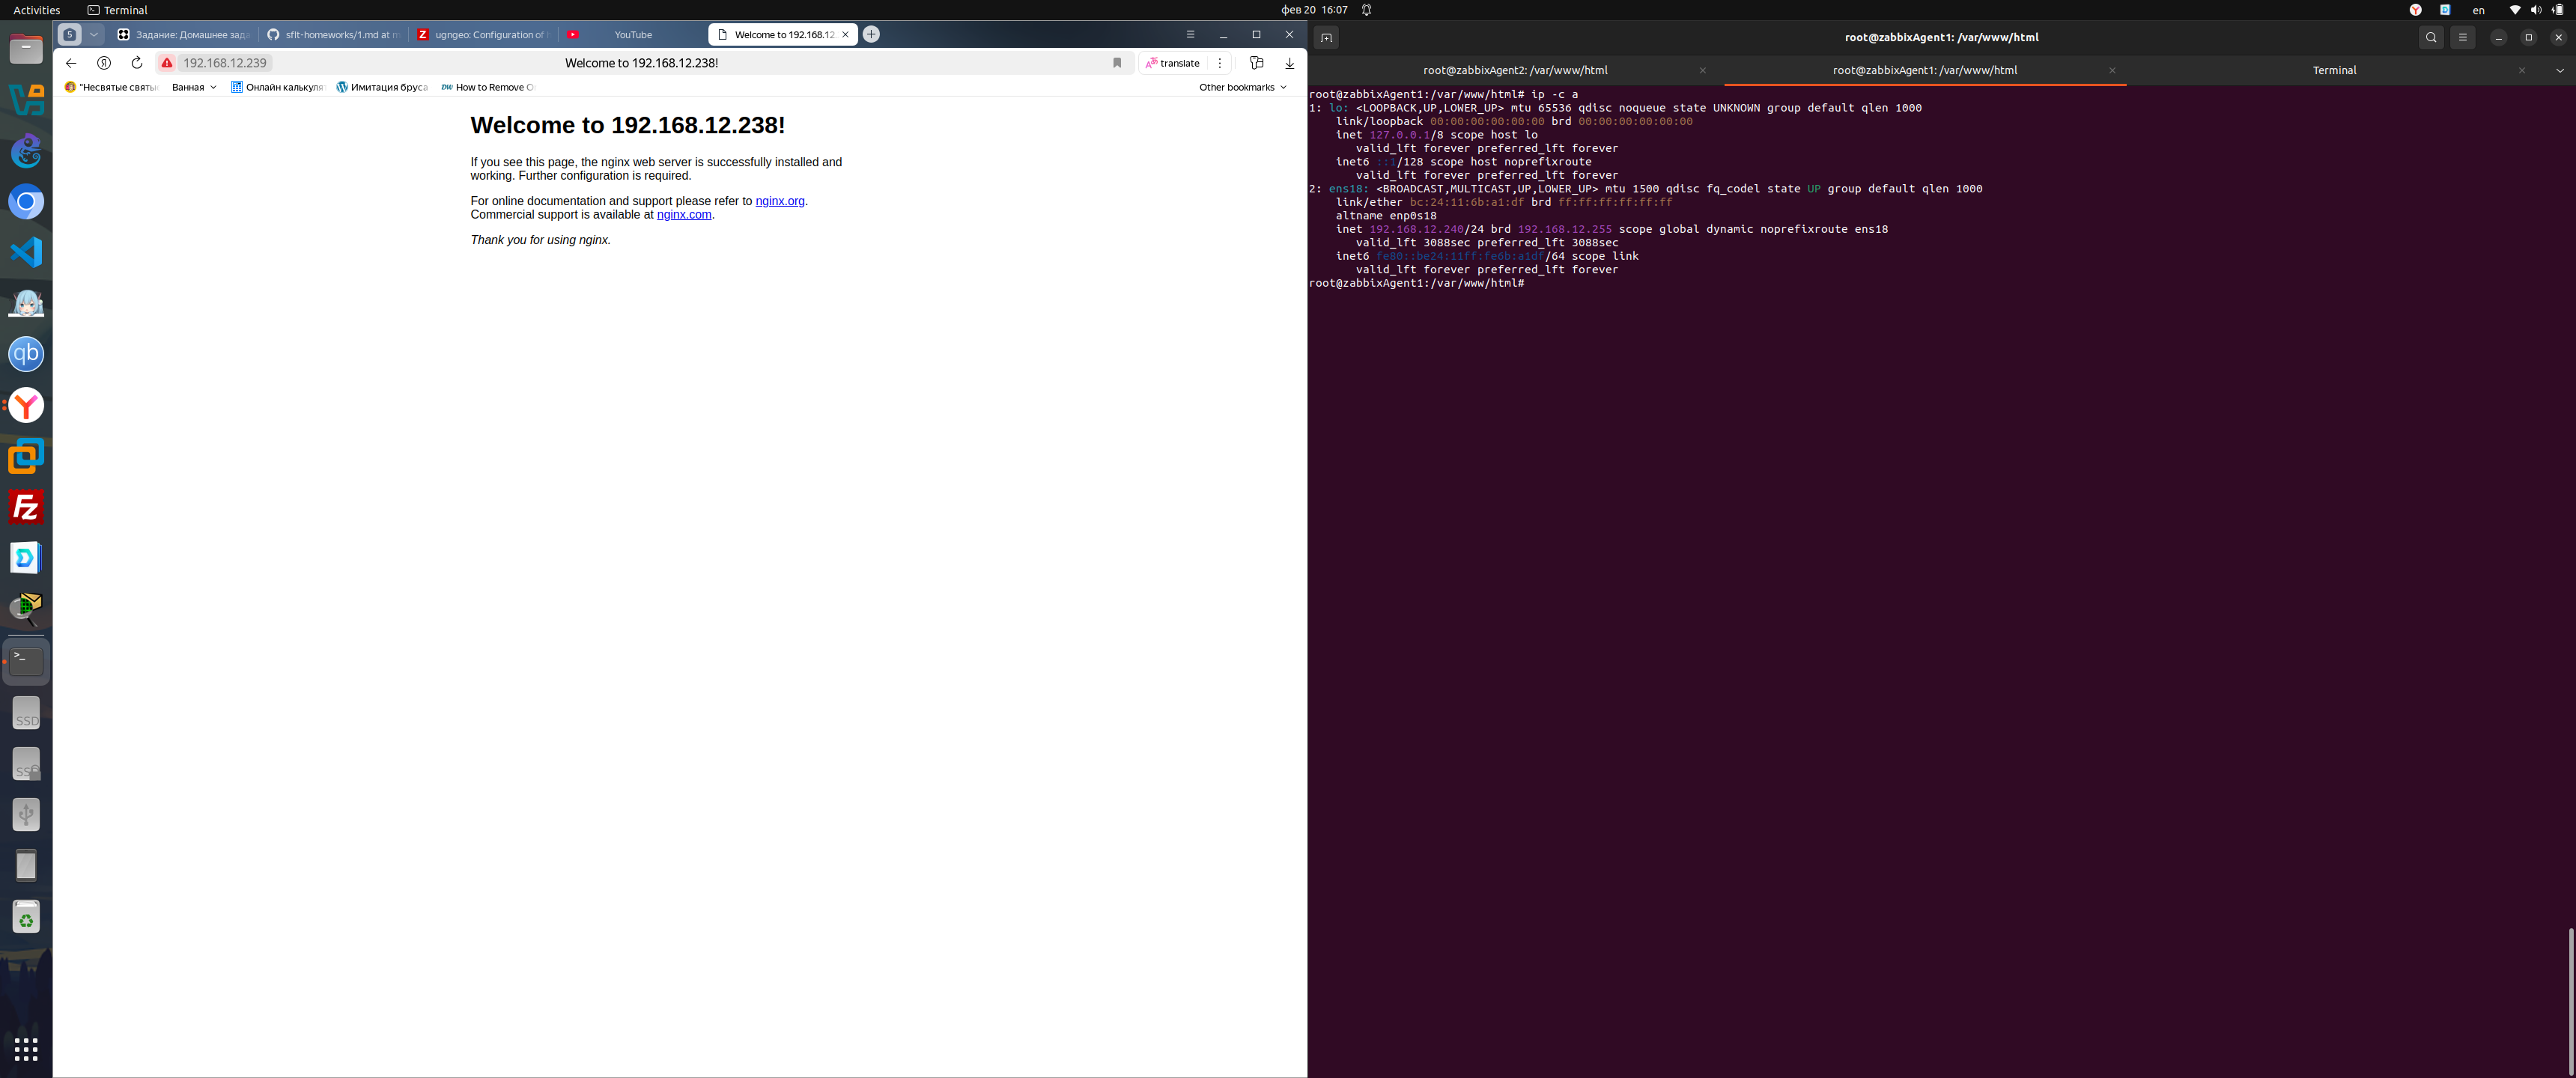 Activities
Terminal
фев 20 16:07
en
5
Задание: Домашнее зада
sflt-homeworks/1.md at m
ugngeo: Configuration of
YouTube
Welcome to 192.168.12.
192.168.12.239
Welcome to 192.168.12.238!
translate
"Несвятые святы
Ванная
Онлайн калькулят
Имитация бруса
How to Remove
Other bookmarks
Welcome to 192.168.12.238!
If you see this page, the nginx web server is successfully installed and
working. Further configuration is required.
For online documentation and support please refer to nginx.org.
Commercial support is available at nginx.com.
Thank you for using nginx.
root@zabbixAgent1: /var/www/html
root@zabbixAgent2: /var/www/html
root@zabbixAgent1: /var/www/html
Terminal
root@zabbixAgent1:/var/www/html# ip -c a
1: lo: <LOOPBACK,UP,LOWER_UP> mtu 65536 qdisc noqueue state UNKNOWN group default qlen 1000
link/loopback 00:00:00:00:00:00 brd 00:00:00:00:00:00
inet 127.0.0.1/8 scope host lo
valid_lft forever preferred_lft forever
inet6 ::1/128 scope host noprefixroute
valid_lft forever preferred_lft forever
2: ens18: <BROADCAST,MULTICAST,UP,LOWER_UP> mtu 1500 qdisc fq_codel state UP group default qlen 1000
link/ether bc:24:11:6b:a1:df brd ff:ff:ff:ff:ff:ff
altname enp0s18
inet 192.168.12.240/24 brd 192.168.12.255 scope global dynamic noprefixroute ens18
valid_lft 3088sec preferred_lft 3088sec
inet6 fe80::be24:11ff:fe6b:a1df/64 scope link
valid_lft forever preferred_lft forever
root@zabbixAgent1:/var/www/html#
SSD